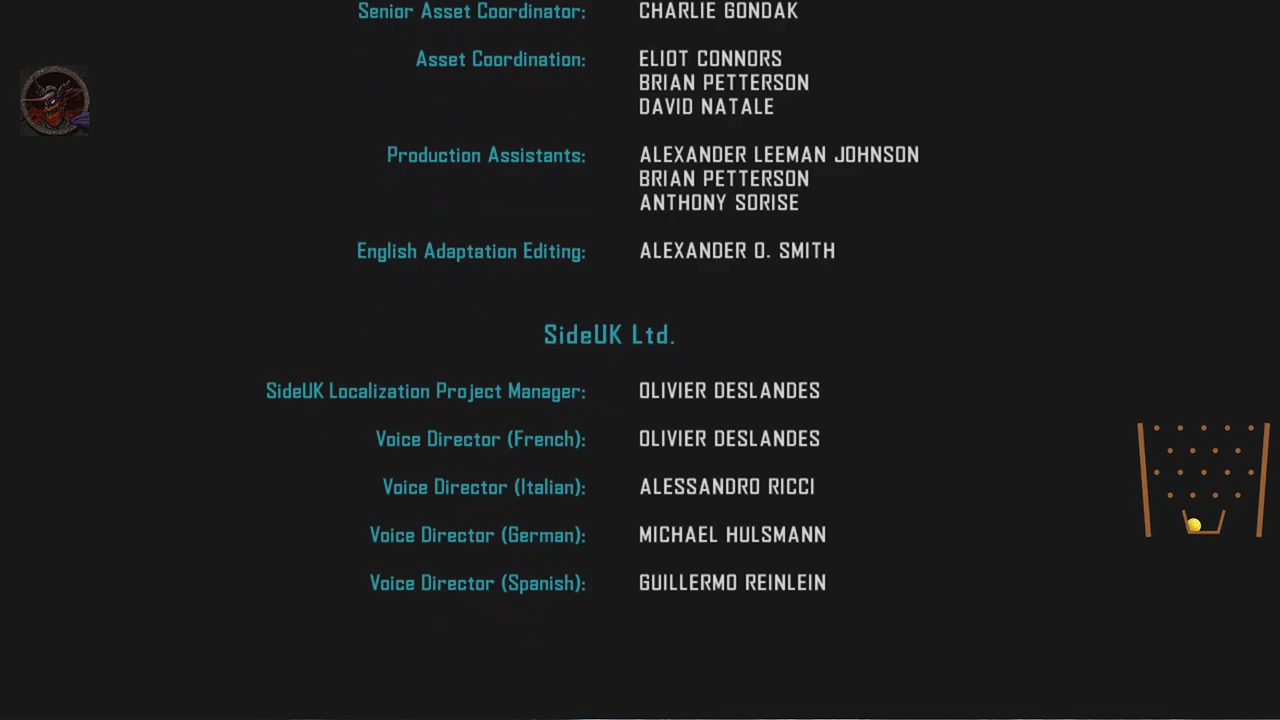 Senior Asset Coordinator: CHARLIE GONDAK
Asset Coordination: ELIOT CONNORS
BRIAN PETTERSON
DAVID NATALE
Production Assistants: ALEXANDER LEEMAN JOHNSON
BRIAN PETTERSON
ANTHONY SORISE
English Adaptation Editing: ALEXANDER O. SMITH
SideUK Ltd.
SideUK Localization Project Manager: OLIVIER DESLANDES
Voice Director (French): OLIVIER DESLANDES
Voice Director (Italian): ALESSANDRO RICCI
Voice Director (German): MICHAEL HULSMANN
Voice Director (Spanish): GUILLERMO REINLEIN